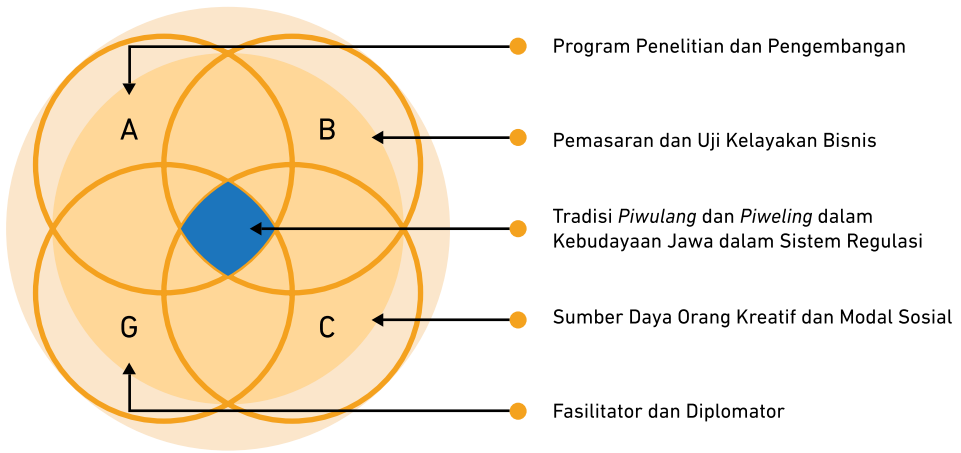 Program Penelitian dan Pengembangan
A
B
Pemasaran dan Uji Kelayakan Bisnis
Tradisi Piwulang dan Piweling dalam
Kebudayaan Jawa dalam Sistem Regulasi
G
C
Sumber Daya Orang Kreatif dan Modal Sosial
Fasilitator dan Diplomator